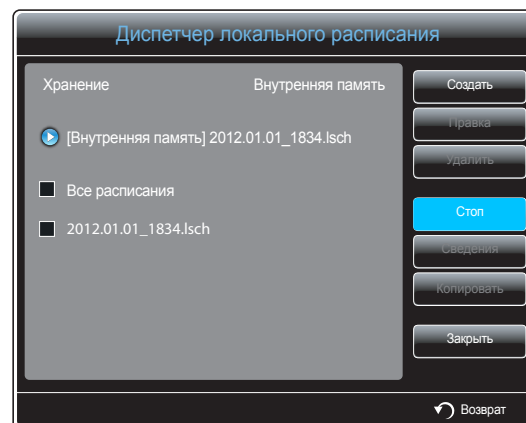 Диспетчер локального расписания
Хранение
Внутренняя память
[Внутренняя память] 2012.01.01_1834.lsch
Все расписания
2012.01.01_1834.lsch
Создать
Правка
Удалить
Стоп
Сведения
Копировать
Закрыть
Возврат